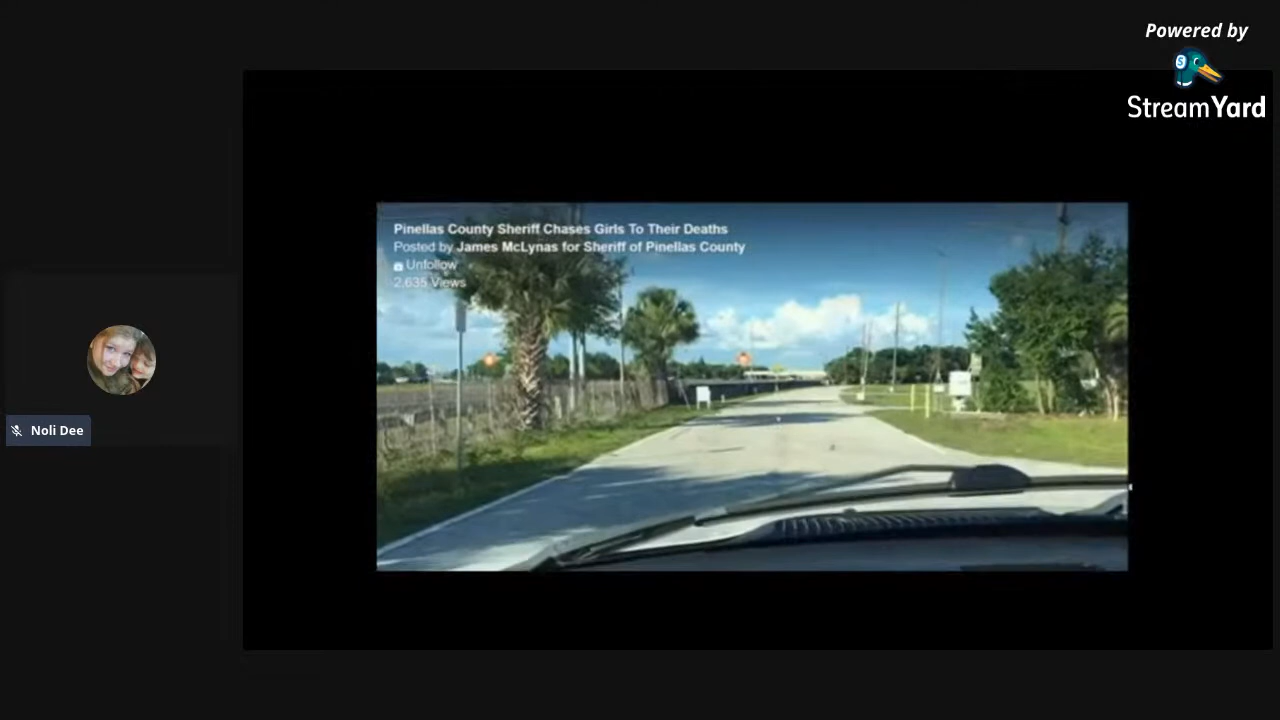 Powered by
StreamYard
Pinellas County Sheriff Chases Girls To Their Deaths
Posted by James McLynas for Sheriff of Pinellas County
Unfollow
2,635 Views
Noli Dee